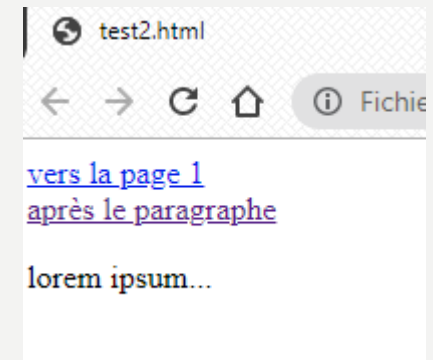 test2.html
Fichie
vers la page 1
après le paragraphe
lorem ipsum...